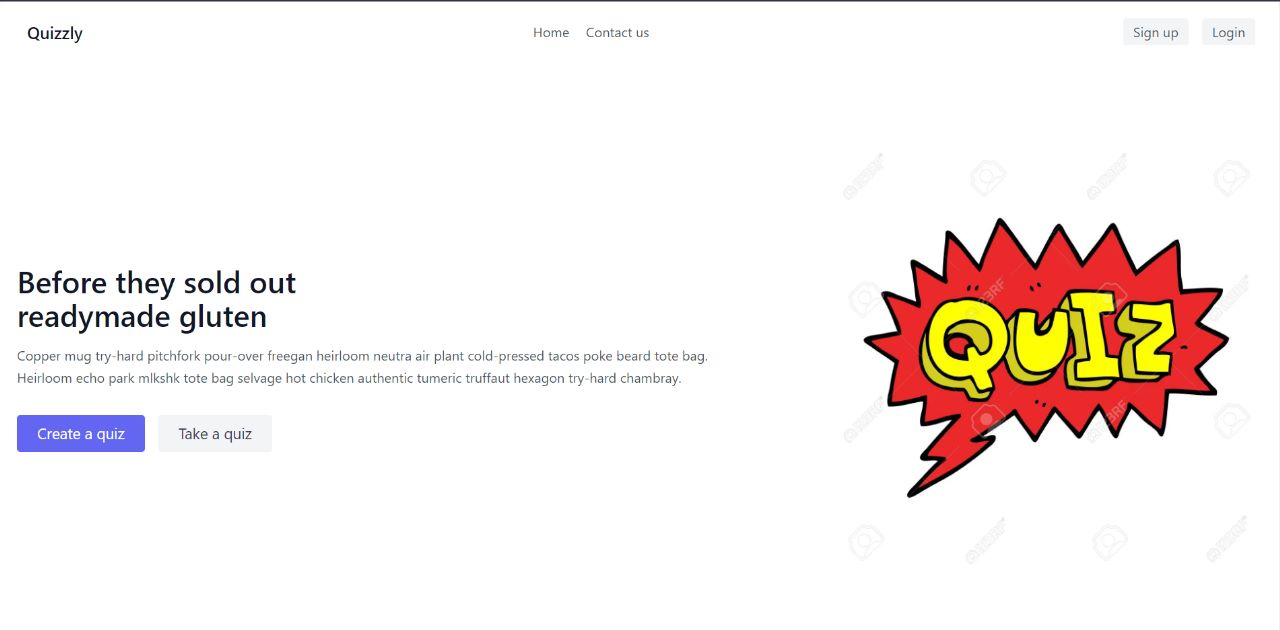 Quizzly
Home
Contact us
Sign up
Login
Before they sold out
readymade gluten
Copper mug try-hard pitchfork pour-over freegan heirloom neutra air plant cold-pressed tacos poke beard tote bag.
Heirloom echo park mlkshk tote bag selvage hot chicken authentic tumeric truffaut hexagon try-hard chambray.
Create a quiz
Take a quiz
QUIZ